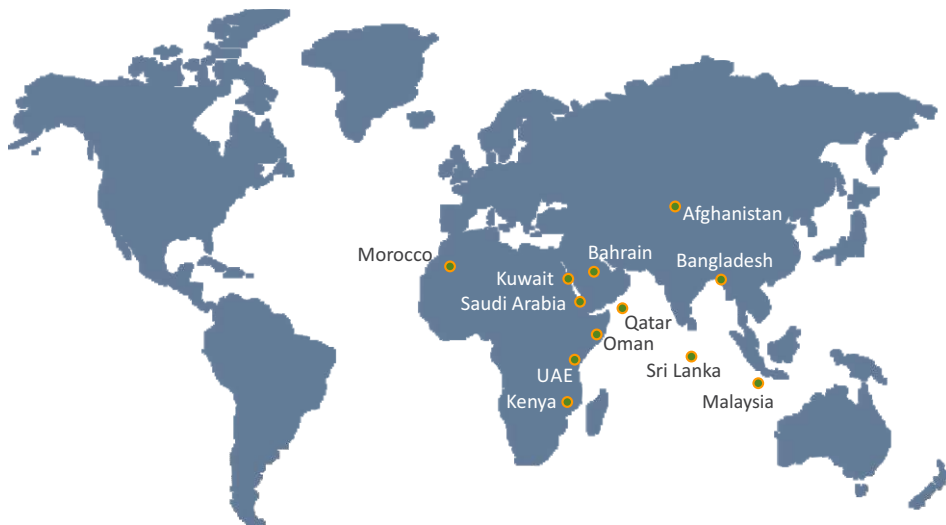 Afghanistan
Morocco
Bahrain
Bangladesh
Kuwait
Saudi Arabia
Qatar
Oman
Sri Lanka
UAE
Kenya
Malaysia